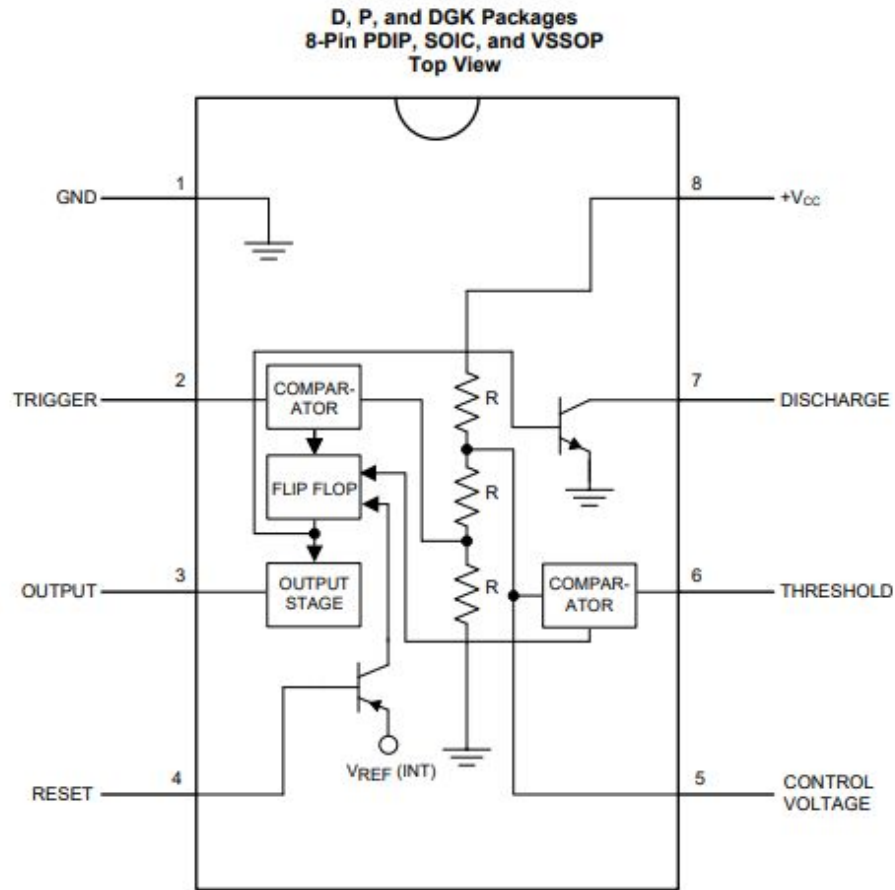 D, P, and DGK Packages
8-Pin PDIP, SOIC, and VSSOP
Top View
1
GND
8
+VCC
2
TRIGGER
COMPAR-
ATOR
R
7
DISCHARGE
FLIP FLOP
R
3
OUTPUT
OUTPUT
STAGE
R
COMPAR-
ATOR
6
THRESHOLD
VREF (INT)
4
RESET
5
CONTROL
VOLTAGE